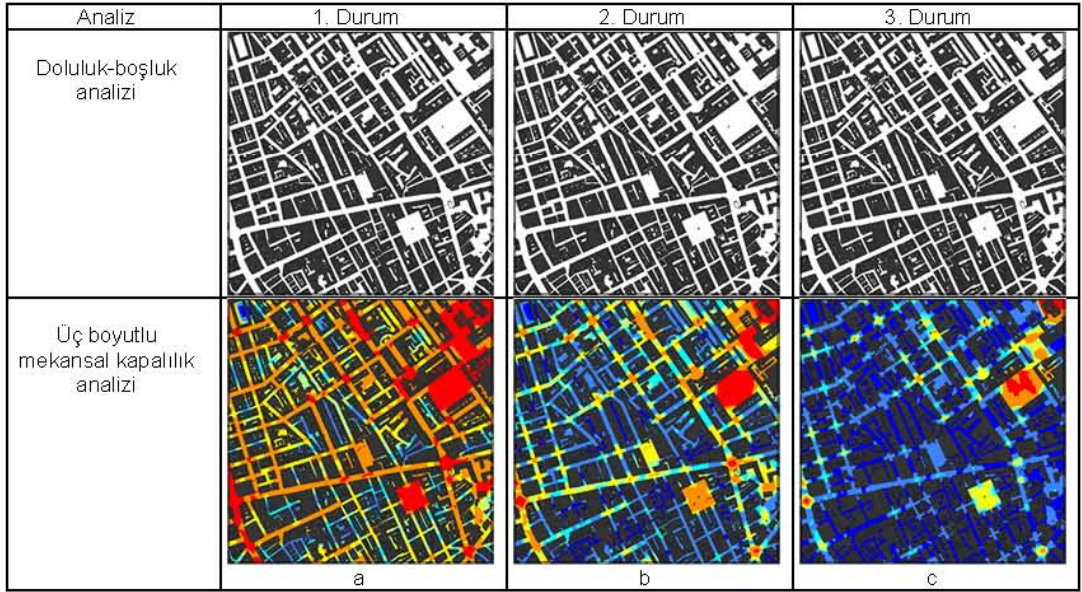 Analiz
1. Durum
2. Durum
3. Durum
Doluluk-boşluk
analizi
Üç boyutlu
mekansal kapalılık
analizi
a
b
c